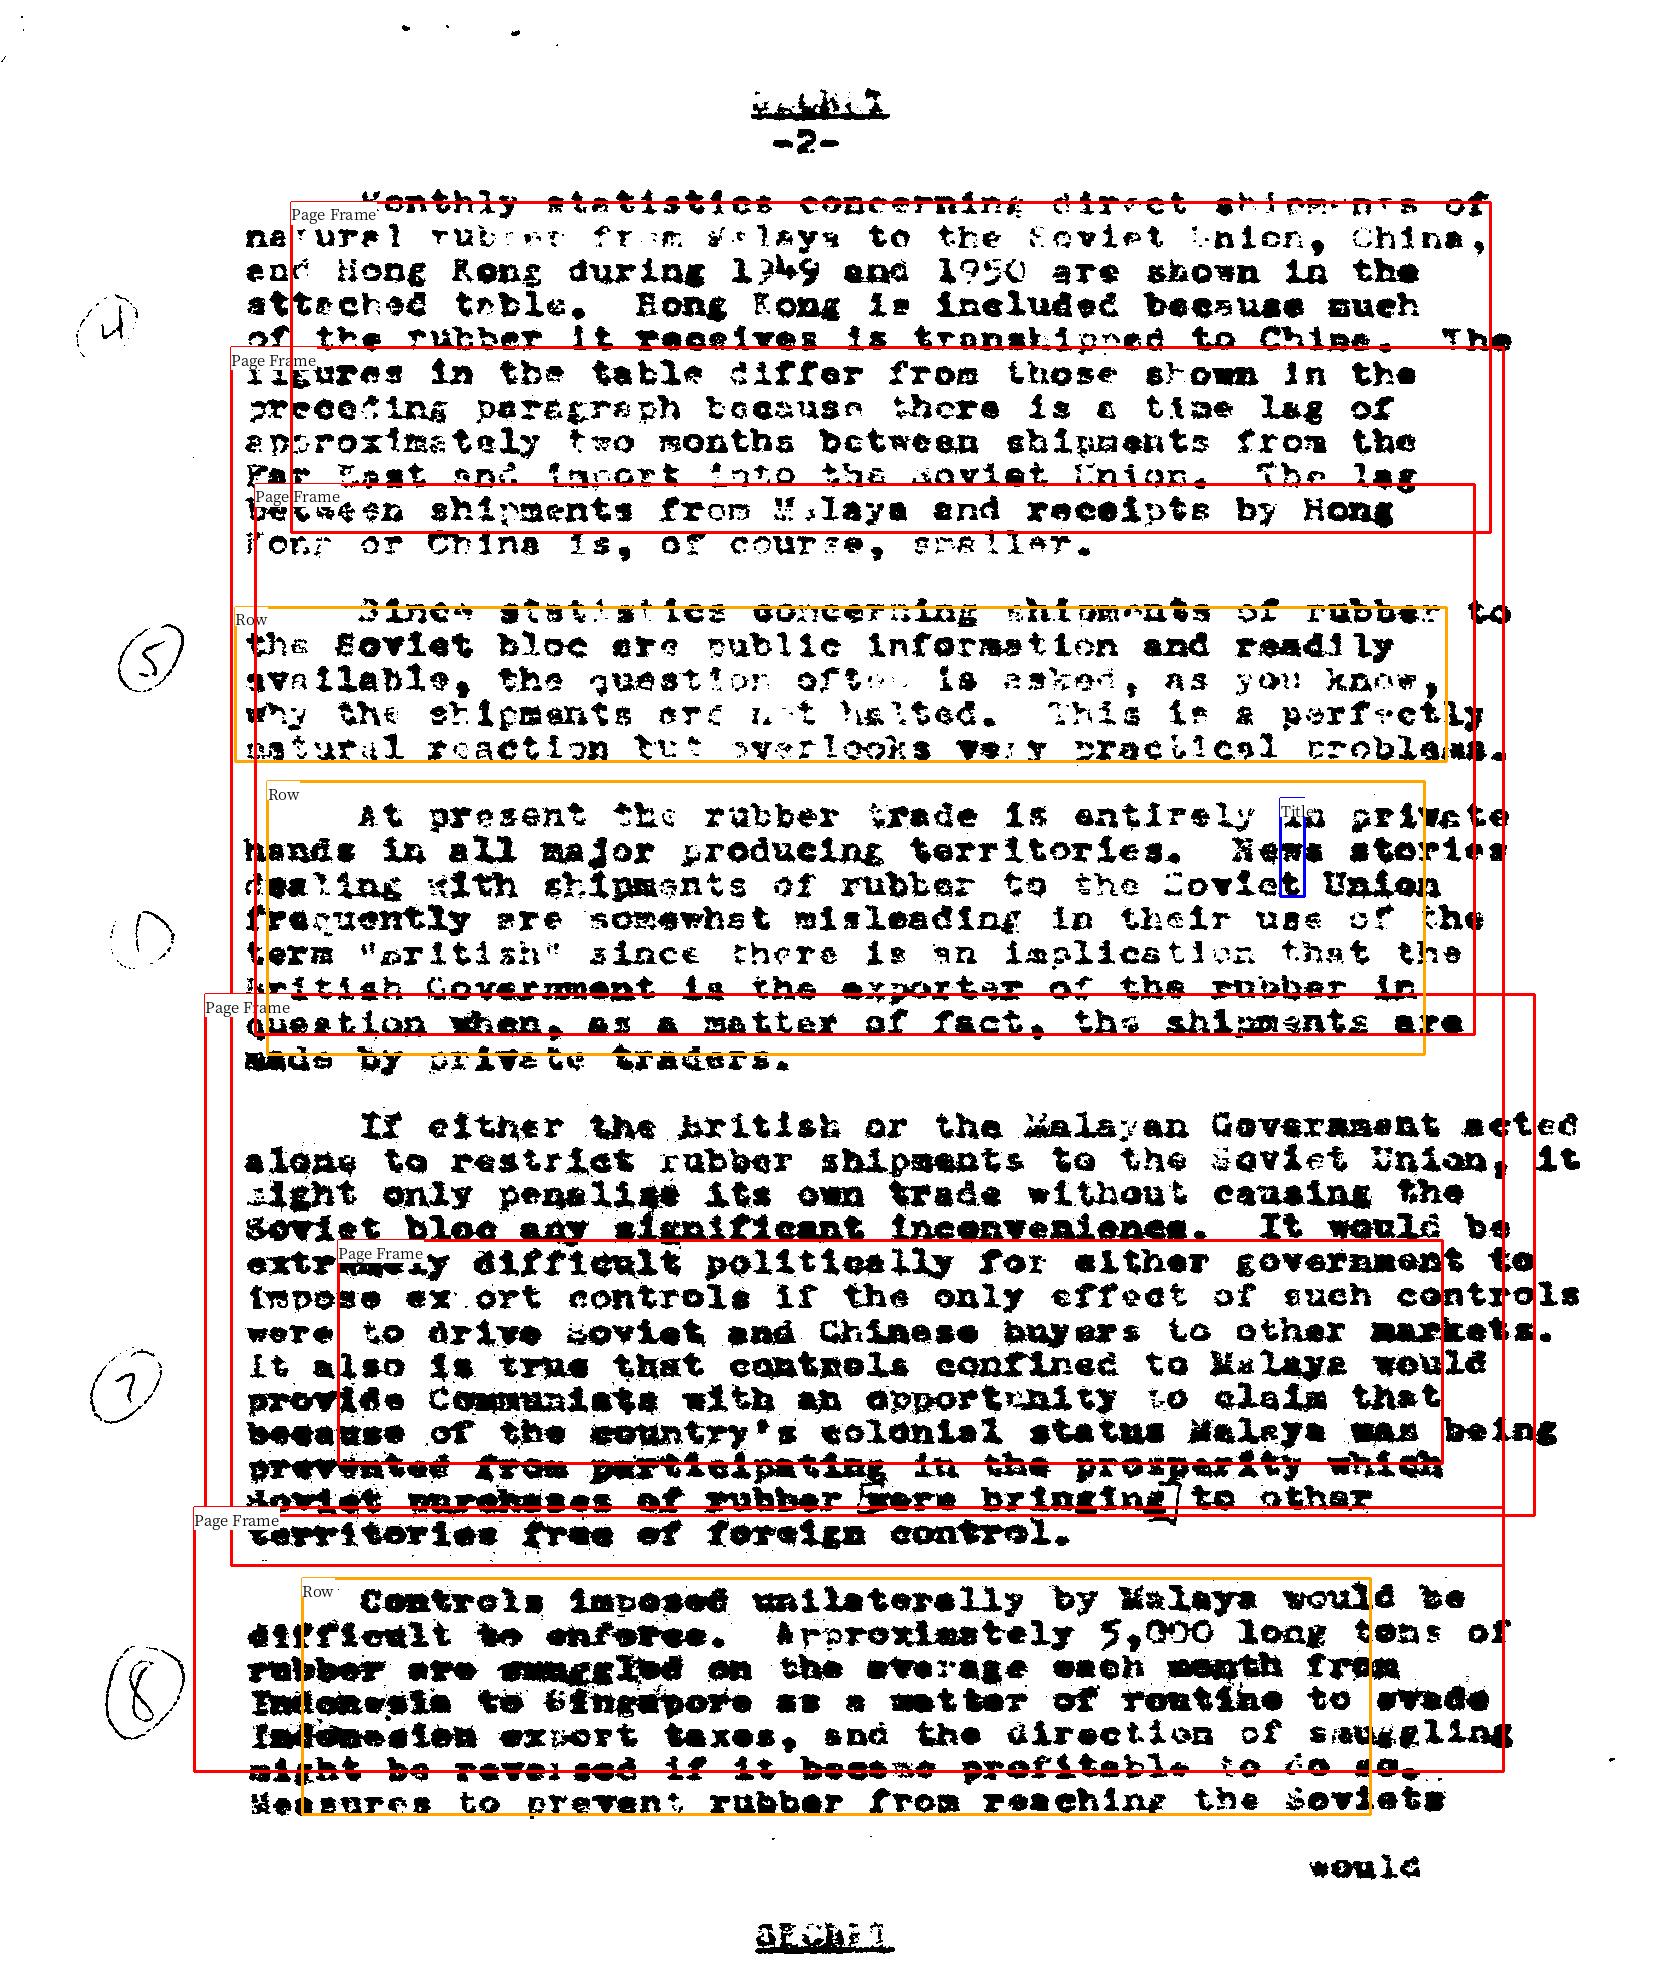 SECRET
-2-
Monthly statistics concerning direct shipments of
natural rubber from Malaya to the Soviet Union, China,
and Hong Kong during 1949 and 1950 are shown in the
attached table. Hong Kong is included because much
of the rubber it receives is transhipped to China. The
figures in the table differ from those shown in the
preceding paragraph because there is a time lag of
approximately two months between shipments from the
Far East and import into the Soviet Union. The lag
between shipments from Malaya and receipts by Hong
Kong or China is, of course, smaller.
Since statistics concerning shipments of rubber to
the Soviet bloc are public information and readily
available, the question often is asked, as you know,
why the shipments are not halted. This is a perfectly
natural reaction but overlooks very practical problems.
At present the rubber trade is entirely in private
hands in all major producing territories. News stories
dealing with shipments of rubber to the Soviet Union
frequently are somewhat misleading in their use of the
term "British" since there is an implication that the
British Government is the exporter of the rubber in
question when, as a matter of fact, the shipments are
made by private traders.
If either the British or the Malayan Government acted
alone to restrict rubber shipments to the Soviet Union, it
might only penalize its own trade without causing the
Soviet bloc any significant inconvenience. It would be
extremely difficult politically for either government to
impose export controls if the only effect of such controls
were to drive Soviet and Chinese buyers to other markets.
It also is true that controls confined to Malaya would
provide Communists with an opportunity to claim that
because of the country's colonial status Malaya was being
prevented from participating in the prosperity which
Soviet purchases of rubber were bringing to other
territories free of foreign control.
Controls imposed unilaterally by Malaya would be
difficult to enforce. Approximately 5,000 long tons of
rubber are smuggled on the average each month from
Indonesia to Singapore as a matter of routine to evade
Indonesian export taxes, and the direction of smuggling
might be reversed if it became profitable to do so.
Measures to prevent rubber from reaching the Soviets
would
SECRET
4
5
7
8
Page Frame
Page Frame
Page Frame
Row
Row
Title
Page Frame
Page Frame
Page Frame
Row